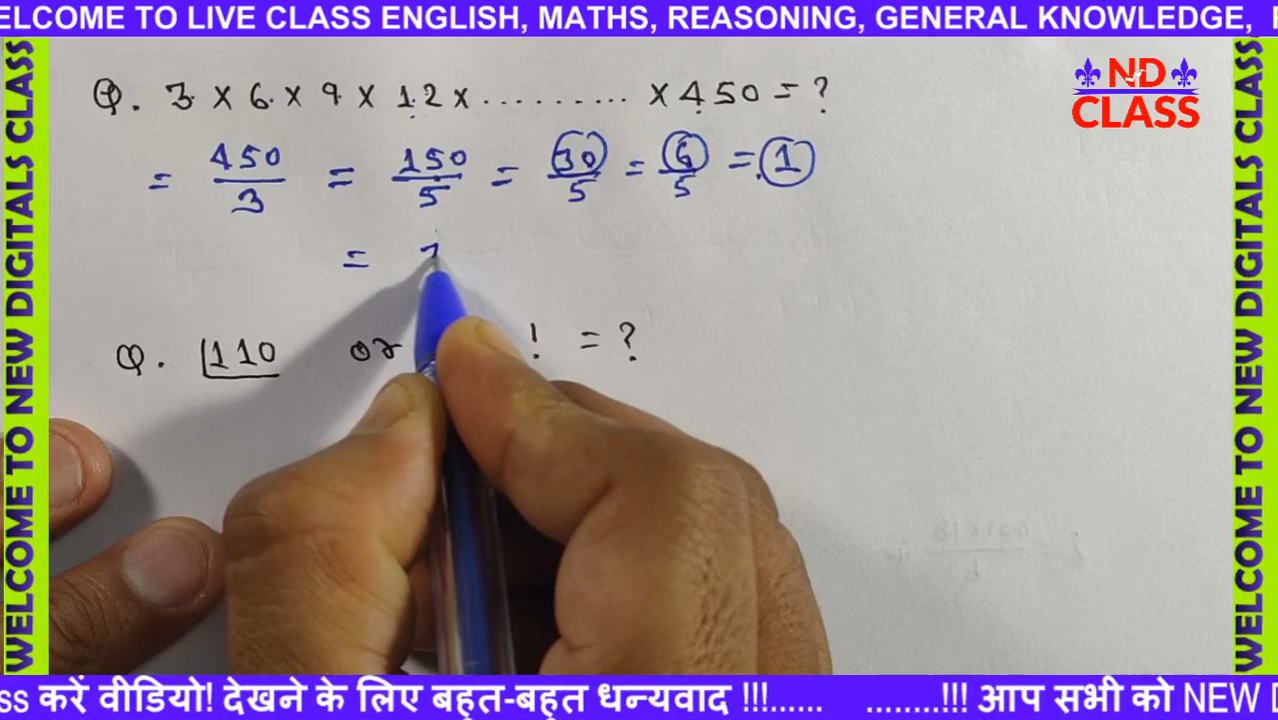 ELCOME TO LIVE CLASS ENGLISH, MATHS, REASONING, GENERAL KNOWLEDGE,
WELCOME TO NEW DIGITALS CLASS
ND
CLASS
Q. 3 x 6 x 9 x 12 x .......... x 450 = ?
= 450/3 = 150/5 = 30/5 = 6/5 = 1
=
Q. |110 or ! = ?
ss करें वीडियो! देखने के लिए बहुत-बहुत धन्यवाद !!!...... ........!!! आप सभी को NEW D
WELCOME TO NEW DIGITALS CLASS